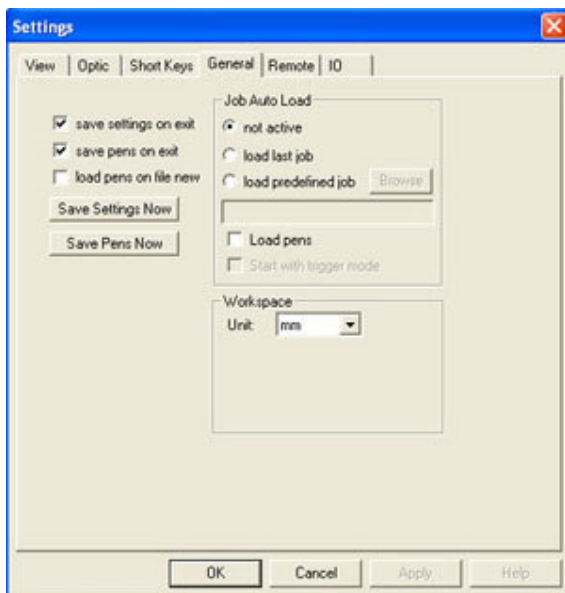 Settings
View Optic Short Keys General Remote IO
save settings on exit
save pens on exit
load pens on file new
Save Settings Now
Save Pens Now
Job Auto Load
not active
load last job
load predefined job Browse
Load pens
Start with bigger mode
Workspace
Unit: mm
OK Cancel Apply Help